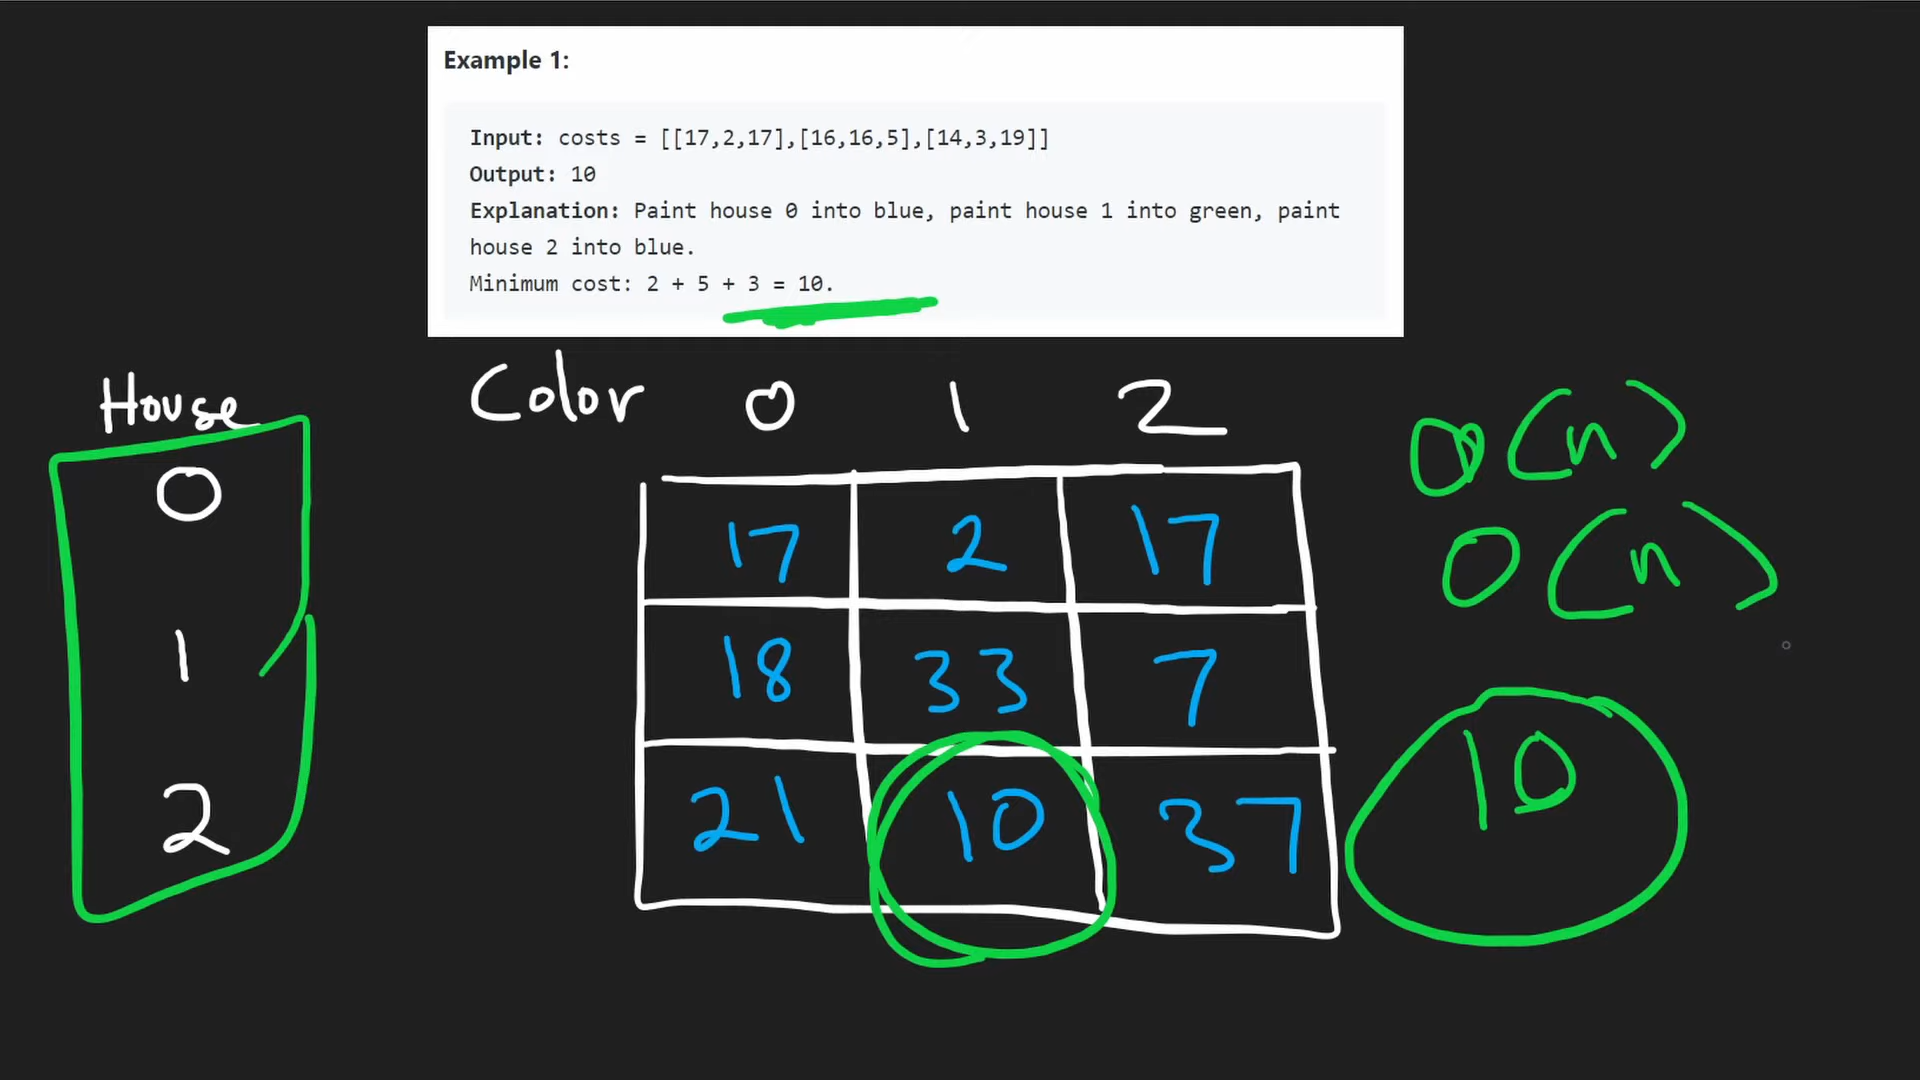 Example 1:
Input: costs = [[17,2,17],[16,16,5],[14,3,19]]
Output: 10
Explanation: Paint house 0 into blue, paint house 1 into green, paint
house 2 into blue.
Minimum cost: 2 + 5 + 3 = 10.
House Color 0 1 2
0 17 2 17 O(n)
O(n)
1 18 33 7
2 21 10 37 10